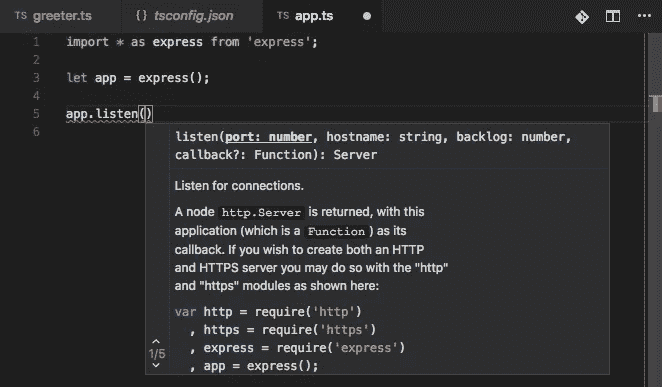 TS greeter.ts { } tsconfig.json TS app.ts
1 import * as express from 'express';
2
3 let app = express();
4
5 app.listen()
6
listen(port: number, hostname: string, backlog: number,
callback?: Function): Server
Listen for connections.
A node http.Server is returned, with this
application (which is a Function) as its
callback. If you wish to create both an HTTP
and HTTPS server you may do so with the "http"
and "https" modules as shown here:
var http = require('http')
, https = require('https')
, express = require('express')
, app = express();
1/5